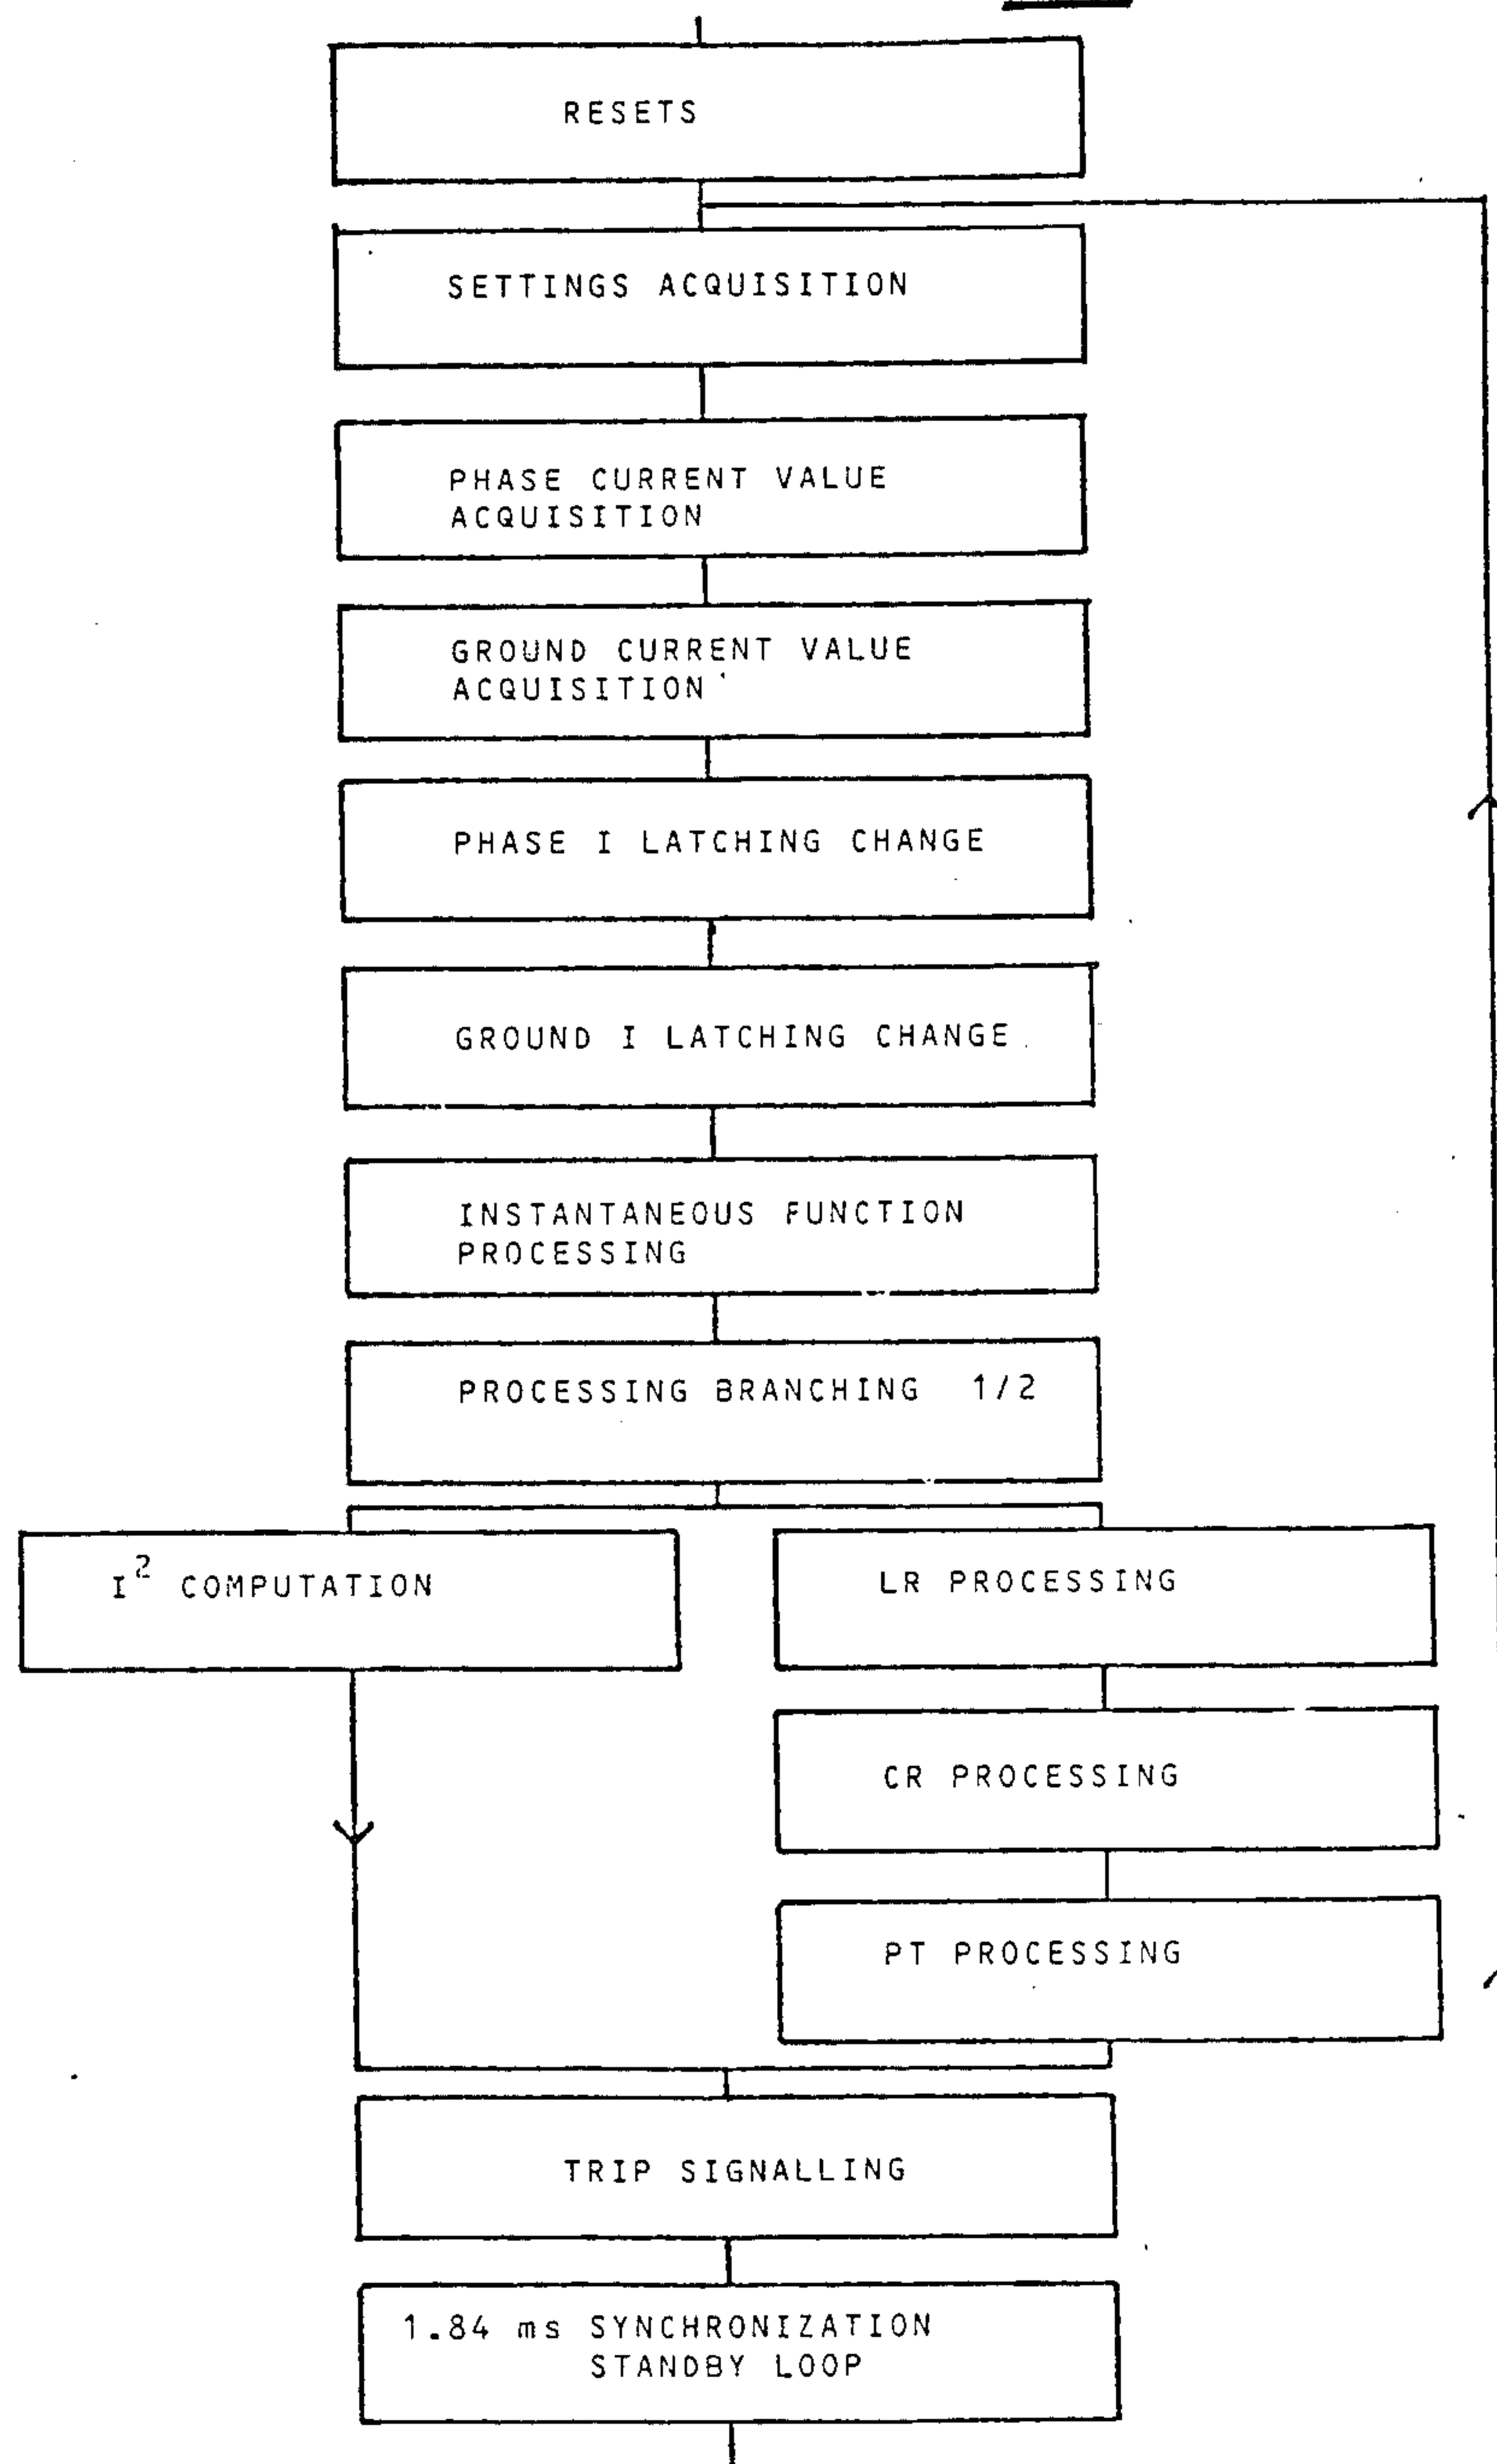 RESETS
SETTINGS ACQUISITION
PHASE CURRENT VALUE
ACQUISITION
GROUND CURRENT VALUE
ACQUISITION
PHASE I LATCHING CHANGE
GROUND I LATCHING CHANGE
INSTANTANEOUS FUNCTION
PROCESSING
PROCESSING BRANCHING 1/2
I² COMPUTATION
LR PROCESSING
CR PROCESSING
PT PROCESSING
TRIP SIGNALLING
1.84 ms SYNCHRONIZATION
STANDBY LOOP